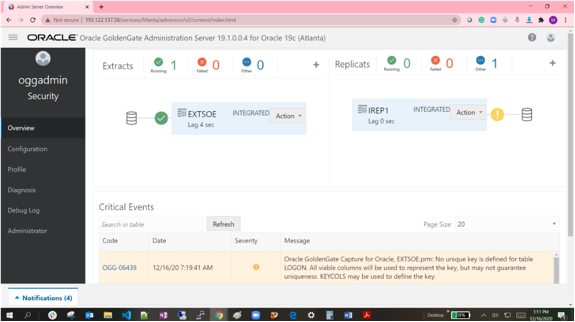 Admin Server Overview
Not secure | 193.122.137.38/services/Atlanta/adminsrvr/v2/content/index.html
ORACLE Oracle GoldenGate Administration Server 19.1.0.0.4 for Oracle 19c (Atlanta)
oggadmin
Security
Overview
Configuration
Profile
Diagnosis
Debug Log
Administrator
Notifications (4)
Extracts
Running 1
Failed 0
Other 0
EXTSOE INTEGRATED
Lag 4 sec
Action
Replicats
Running 0
Failed 0
Other 1
IREP1 INTEGRATED
Lag 0 sec
Action
Critical Events
Search in table Refresh Page Size: 20
Code Date Severity Message
OGG-06439 12/16/20 7:19:41 AM Oracle GoldenGate Capture for Oracle, EXTSOE.prm: No unique key is defined for table
LOGON. All viable columns will be used to represent the key, but may not guarantee
uniqueness. KEYCOLS may be used to define the key.
Desktop
1:11 PM
12/16/2020